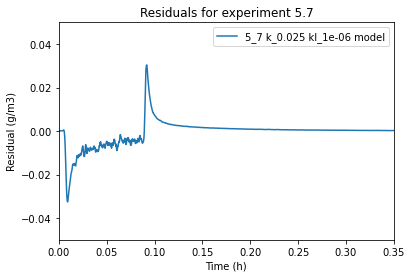 Residuals for experiment 5.7
5_7 k_0.025 kl_1e-06 model
Residual (g/m3)
0.04
0.02
0.00
−0.02
−0.04
0.00 0.05 0.10 0.15 0.20 0.25 0.30 0.35
Time (h)